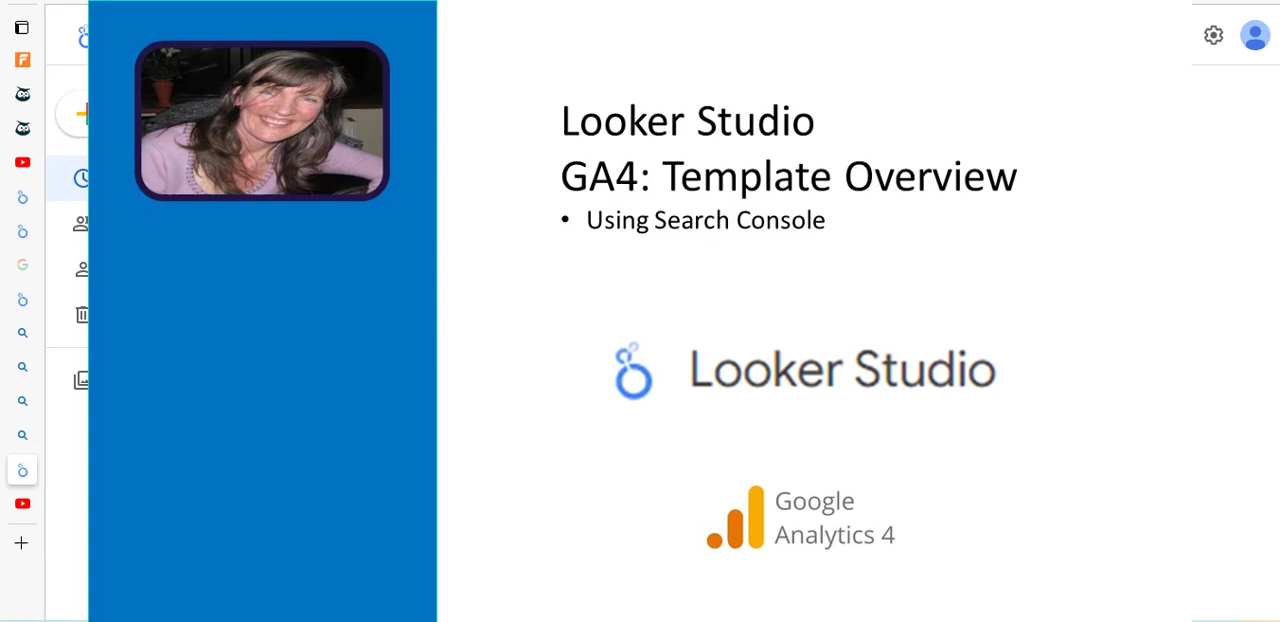 Looker Studio
GA4: Template Overview
• Using Search Console
Looker Studio
Google
Analytics 4